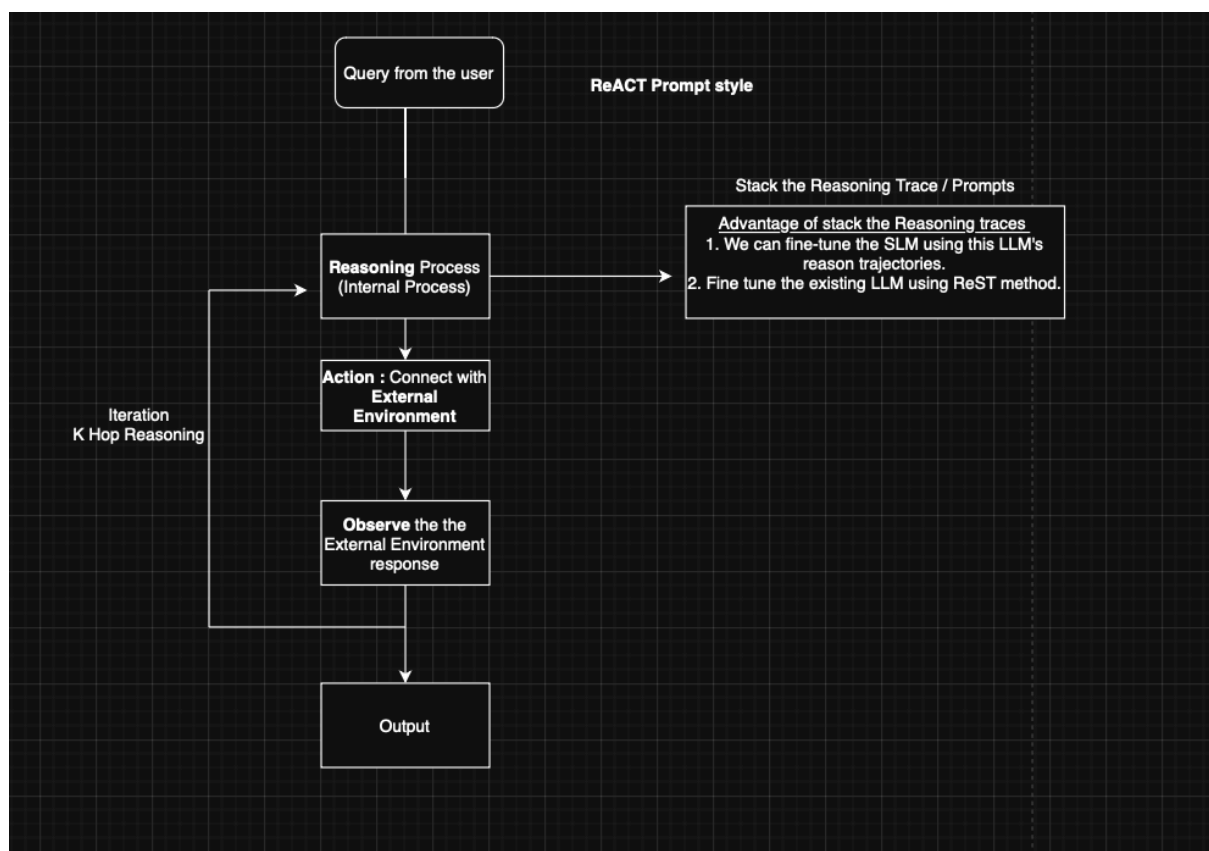 Query from the user
ReACT Prompt style
Stack the Reasoning Trace / Prompts
Advantage of stack the Reasoning traces
1. We can fine-tune the SLM using this LLM's
reason trajectories.
2. Fine tune the existing LLM using ReST method.
Reasoning Process
(Internal Process)
Action : Connect with
External
Environment
Iteration
K Hop Reasoning
Observe the the
External Environment
response
Output